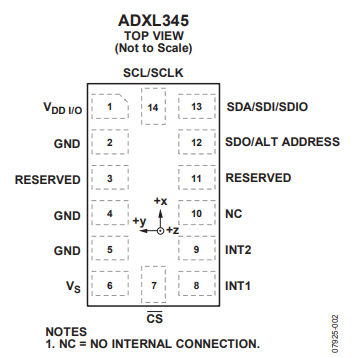 ADXL345
TOP VIEW
(Not to Scale)
SCL/SCLK
VDD I/O 1 14 13 SDA/SDI/SDIO
GND 2 12 SDO/ALT ADDRESS
RESERVED 3 11 RESERVED
+x
GND 4 10 NC
+y +z
GND 5 9 INT2
VS 6 7 8 INT1
CS
NOTES
1. NC = NO INTERNAL CONNECTION.
07925-002